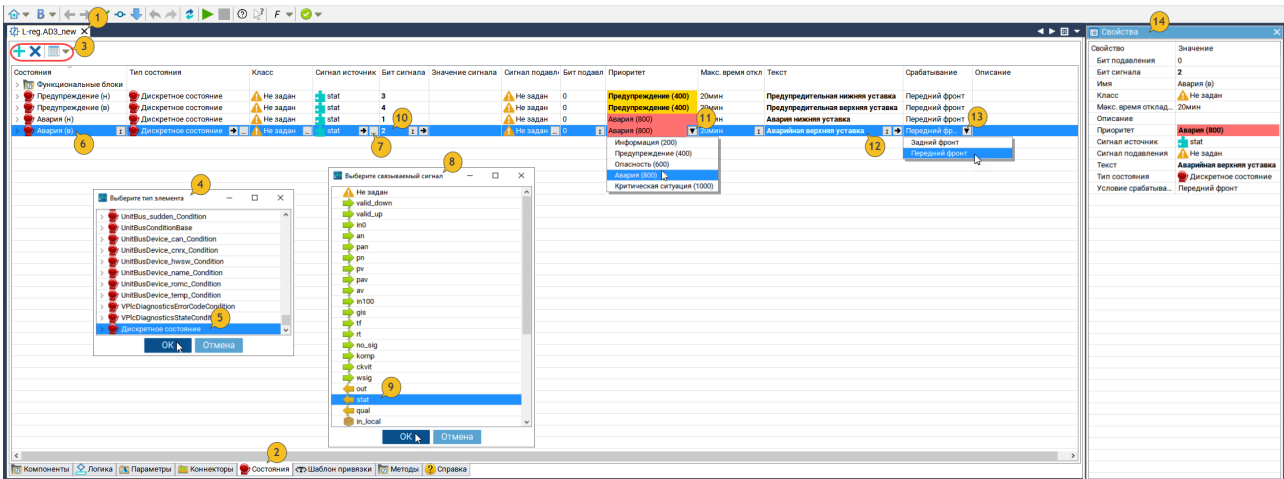 B F
1
L-reg.AD3_new
3
Состояния Тип состояния Класс Сигнал источник Бит сигнала Значение сигнала Сигнал подавл Бит подавл Приоритет Макс. время откл Текст Срабатывание Описание
Функциональные блоки
Предупреждение (н) Дискретное состояние Не задан stat 3 Не задан 0 Предупреждение (400) 20мин Предупредительная нижняя уставка Передний фронт
Предупреждение (в) Дискретное состояние Не задан stat 4 Не задан 0 Предупреждение (400) 20мин Предупредительная верхняя уставка Передний фронт
Авария (н) Дискретное состояние Не задан stat 1 Не задан 0 Авария (800) Авария нижняя уставка Передний фронт
Авария (в) Дискретное состояние Не задан stat 2 Не задан 0 Авария (800) 20мин Аварийная верхняя уставка Передний фр...
6
7
10
11
12
13
Информация (200)
Предупреждение (400)
Опасность (600)
Авария (800)
Критическая ситуация (1000)
Задний фронт
Передний фронт
4
Выберите тип элемента
UnitBus_sudden_Condition
UnitBusConditionBase
UnitBusDevice_can_Condition
UnitBusDevice_cnrx_Condition
UnitBusDevice_hwsw_Condition
UnitBusDevice_name_Condition
UnitBusDevice_romc_Condition
UnitBusDevice_temp_Condition
VPlcDiagnosticsErrorCodeCondition
VPlcDiagnosticsStateCondit
5
Дискретное состояние
OK Отмена
8
Выберите связываемый сигнал
Не задан
valid_down
valid_up
in0
an
pan
pn
pv
pav
av
in100
gis
tf
rt
no_sig
komp
ckvit
wsig
out
9
stat
qual
in_local
OK Отмена
2
Компоненты Логика Параметры Коннекторы Состояния Шаблон привязки Методы Справка
14
Свойства
Свойство Значение
Бит подавления 0
Бит сигнала 2
Имя Авария (в)
Класс Не задан
Макс. время отклад... 20мин
Описание
Приоритет Авария (800)
Сигнал источник stat
Сигнал подавления Не задан
Текст Аварийная верхняя уставка
Тип состояния Дискретное состояние
Условие срабатыва... Передний фронт